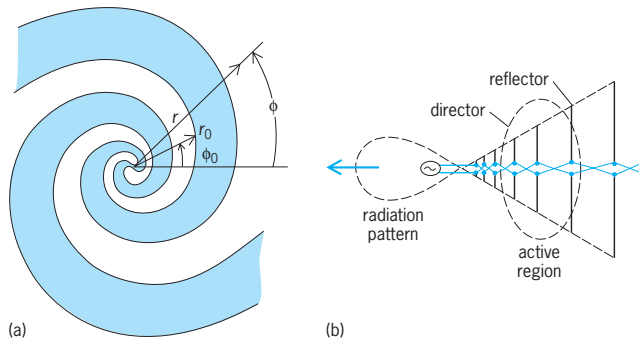 r
r₀
ϕ
ϕ₀
(a)
reflector
director
radiation
pattern
active
region
(b)